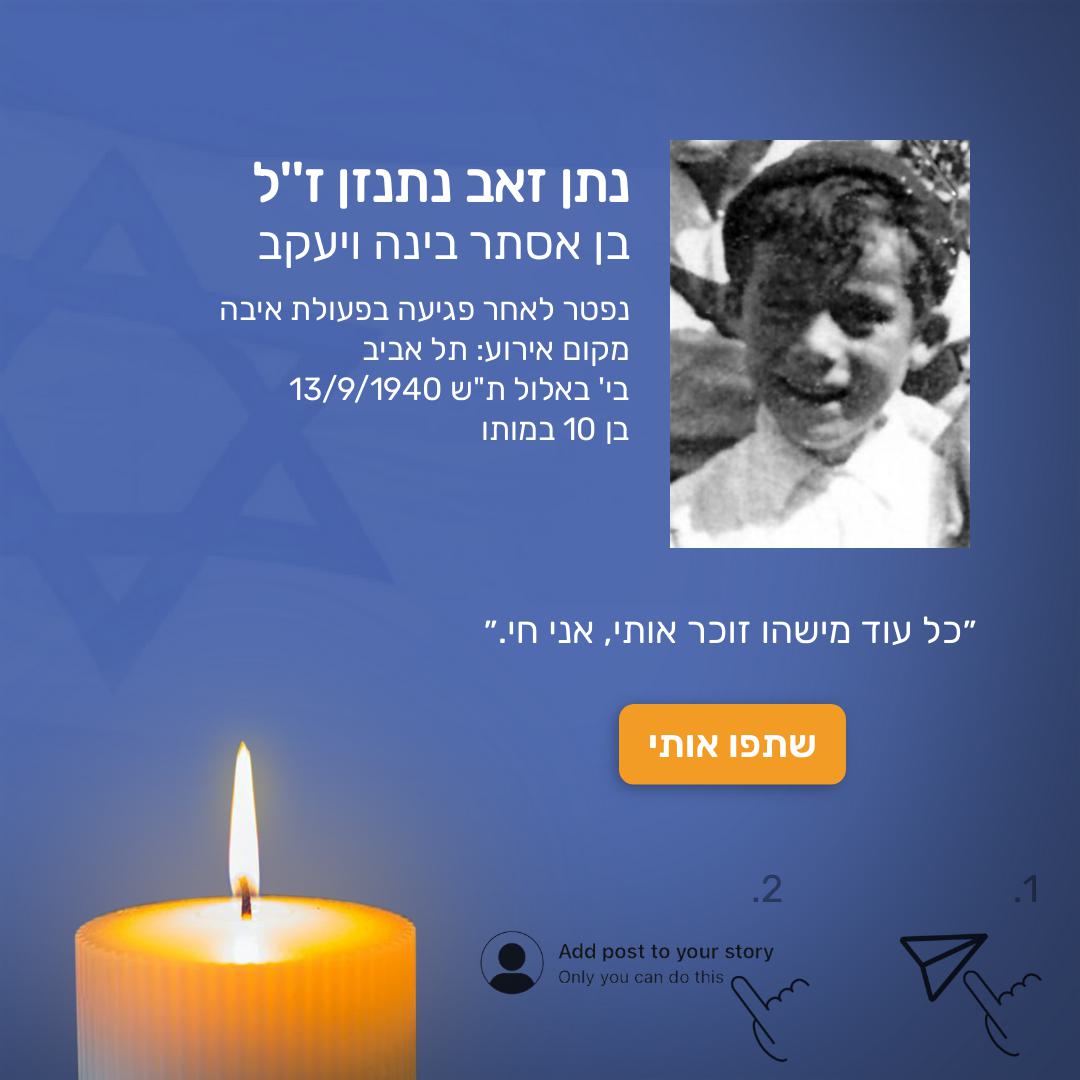 נתן זאב נתנזן ז"ל
בן אסתר בינה ויעקב
נפטר לאחר פגיעה בפעולת איבה
מקום אירוע: תל אביב
בי' באלול ת"ש 13/9/1940
בן 10 במותו
״כל עוד מישהו זוכר אותי, אני חי.״
שתפו אותי
1.
2.
Add post to your story
Only you can do this